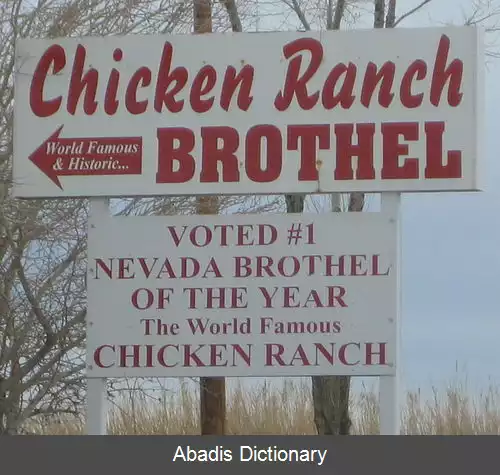 Chicken Ranch
World Famous
& Historic...
BROTHEL
VOTED #1
NEVADA BROTHEL
OF THE YEAR
The World Famous
CHICKEN RANCH
Abadis Dictionary